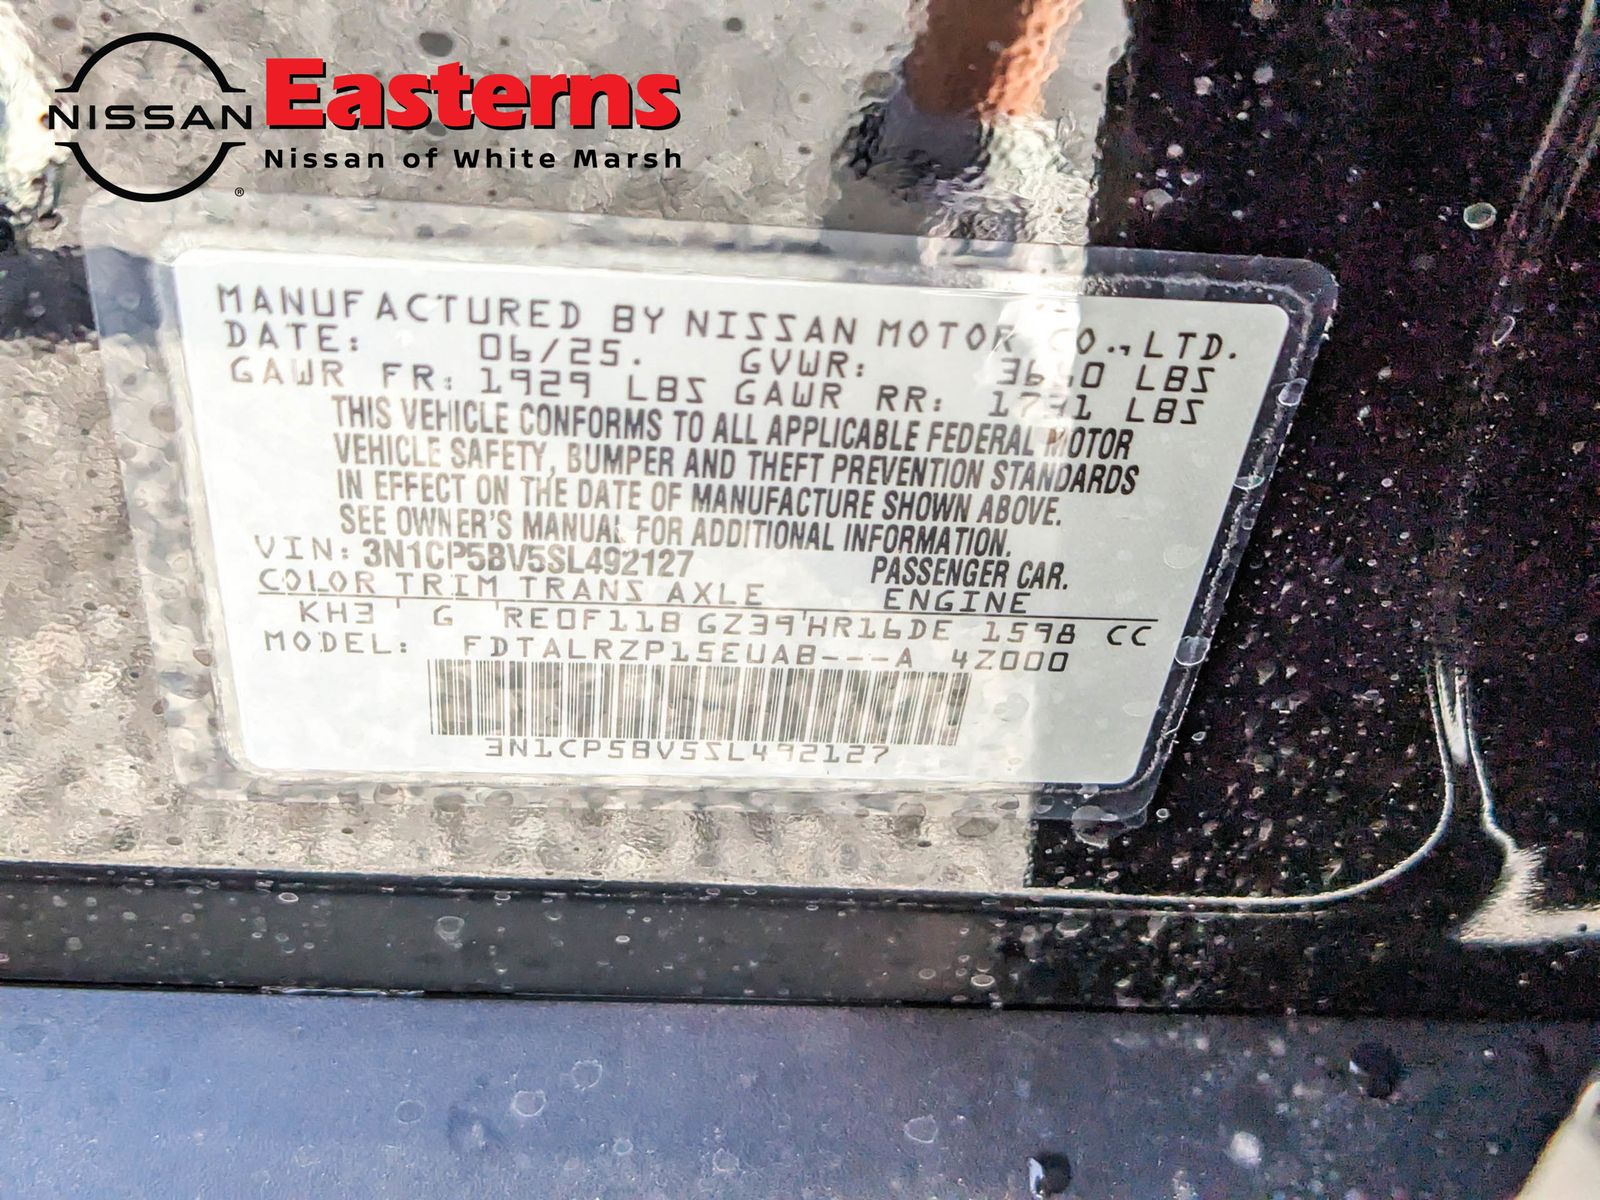 NISSAN
®
Easterns
Nissan of White Marsh
MANUFACTURED BY NISSAN MOTOR CO.,LTD.
DATE: 06/25. GVWR: LBS
GAWR FR: 1929 LBS GAWR RR: LBS
THIS VEHICLE CONFORMS TO ALL APPLICABLE FEDERAL MOTOR
VEHICLE SAFETY, BUMPER AND THEFT PREVENTION STANDARDS
IN EFFECT ON THE DATE OF MANUFACTURE SHOWN ABOVE.
SEE OWNER'S MANUAL FOR ADDITIONAL INFORMATION.
VIN: 3N1CP5BV5SL492127 PASSENGER CAR.
COLOR TRIM TRANS AXLE ENGINE
KH3 G RE0F11B GZ39 HR16DE 1598 CC
MODEL: FDTALRZP15EUAB---A 4Z000
3N1CP5BV5SL492127